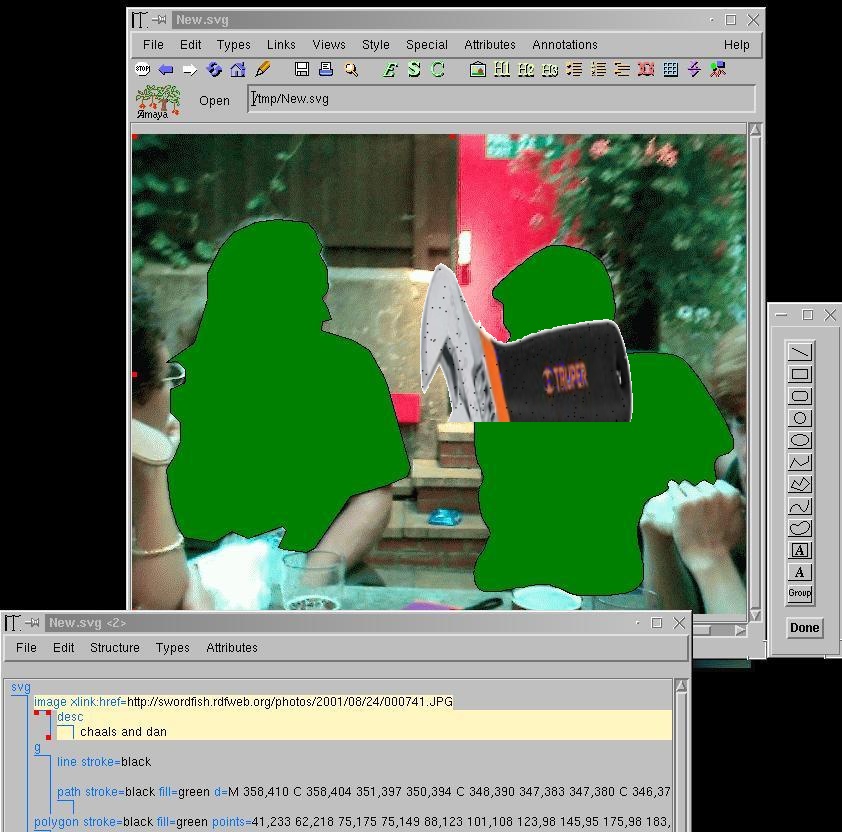 New.svg
File Edit Types Links Views Style Special Attributes Annotations Help
STOP E S C H1 H2 H3
Amaya Open /tmp/New.svg
TRUPER
A
A
Group
Done
New.svg <2>
File Edit Structure Types Attributes
svg
image xlink:href=http://swordfish.rdfweb.org/photos/2001/08/24/000741.JPG
desc
chaals and dan
g
line stroke=black
path stroke=black fill=green d=M 358,410 C 358,404 351,397 350,394 C 348,390 347,383 347,380 C 346,37
polygon stroke=black fill=green points=41,233 62,218 75,175 75,149 88,123 101,108 123,98 145,95 175,98 183,